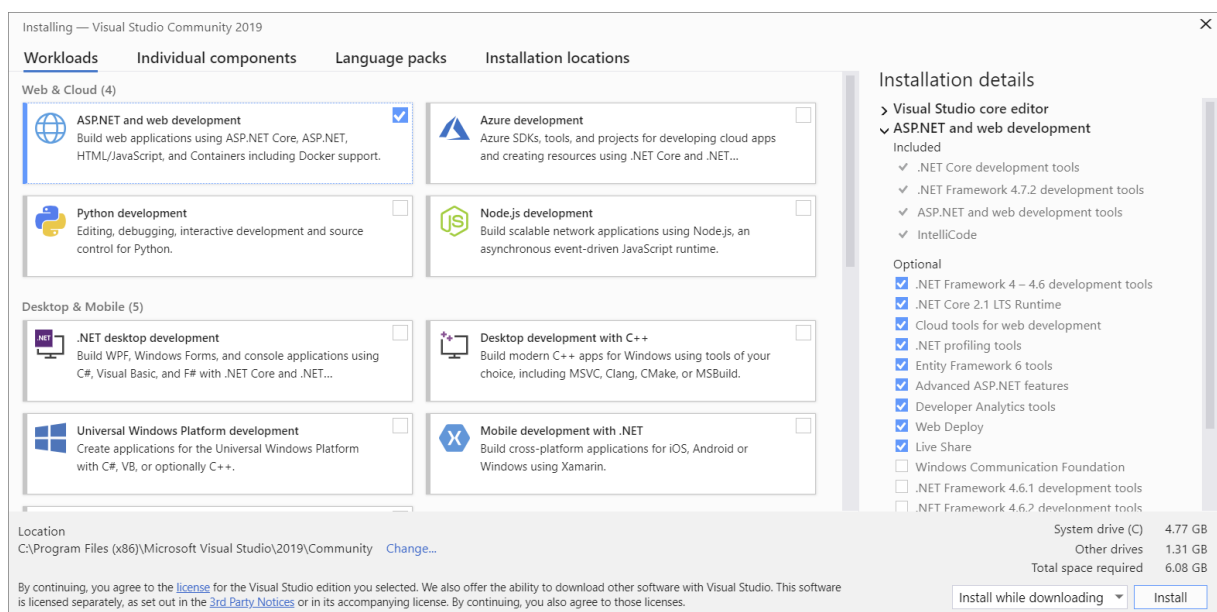 Installing — Visual Studio Community 2019
Workloads
Individual components
Language packs
Installation locations
Web & Cloud (4)
ASP.NET and web development
Build web applications using ASP.NET Core, ASP.NET,
HTML/JavaScript, and Containers including Docker support.
Azure development
Azure SDKs, tools, and projects for developing cloud apps
and creating resources using .NET Core and .NET...
Python development
Editing, debugging, interactive development and source
control for Python.
JS
Node.js development
Build scalable network applications using Node.js, an
asynchronous event-driven JavaScript runtime.
Desktop & Mobile (5)
.NET
.NET desktop development
Build WPF, Windows Forms, and console applications using
C#, Visual Basic, and F# with .NET Core and .NET...
Desktop development with C++
Build modern C++ apps for Windows using tools of your
choice, including MSVC, Clang, CMake, or MSBuild.
Universal Windows Platform development
Create applications for the Universal Windows Platform
with C#, VB, or optionally C++.
Mobile development with .NET
Build cross-platform applications for iOS, Android or
Windows using Xamarin.
Installation details
Visual Studio core editor
ASP.NET and web development
Included
.NET Core development tools
.NET Framework 4.7.2 development tools
ASP.NET and web development tools
IntelliCode
Optional
.NET Framework 4 – 4.6 development tools
.NET Core 2.1 LTS Runtime
Cloud tools for web development
.NET profiling tools
Entity Framework 6 tools
Advanced ASP.NET features
Developer Analytics tools
Web Deploy
Live Share
Windows Communication Foundation
.NET Framework 4.6.1 development tools
.NET Framework 4.6.2 development tools
Location
C:\Program Files (x86)\Microsoft Visual Studio\2019\Community Change...
System drive (C) 4.77 GB
Other drives 1.31 GB
Total space required 6.08 GB
By continuing, you agree to the license for the Visual Studio edition you selected. We also offer the ability to download other software with Visual Studio. This software
is licensed separately, as set out in the 3rd Party Notices or in its accompanying license. By continuing, you also agree to those licenses.
Install while downloading
Install